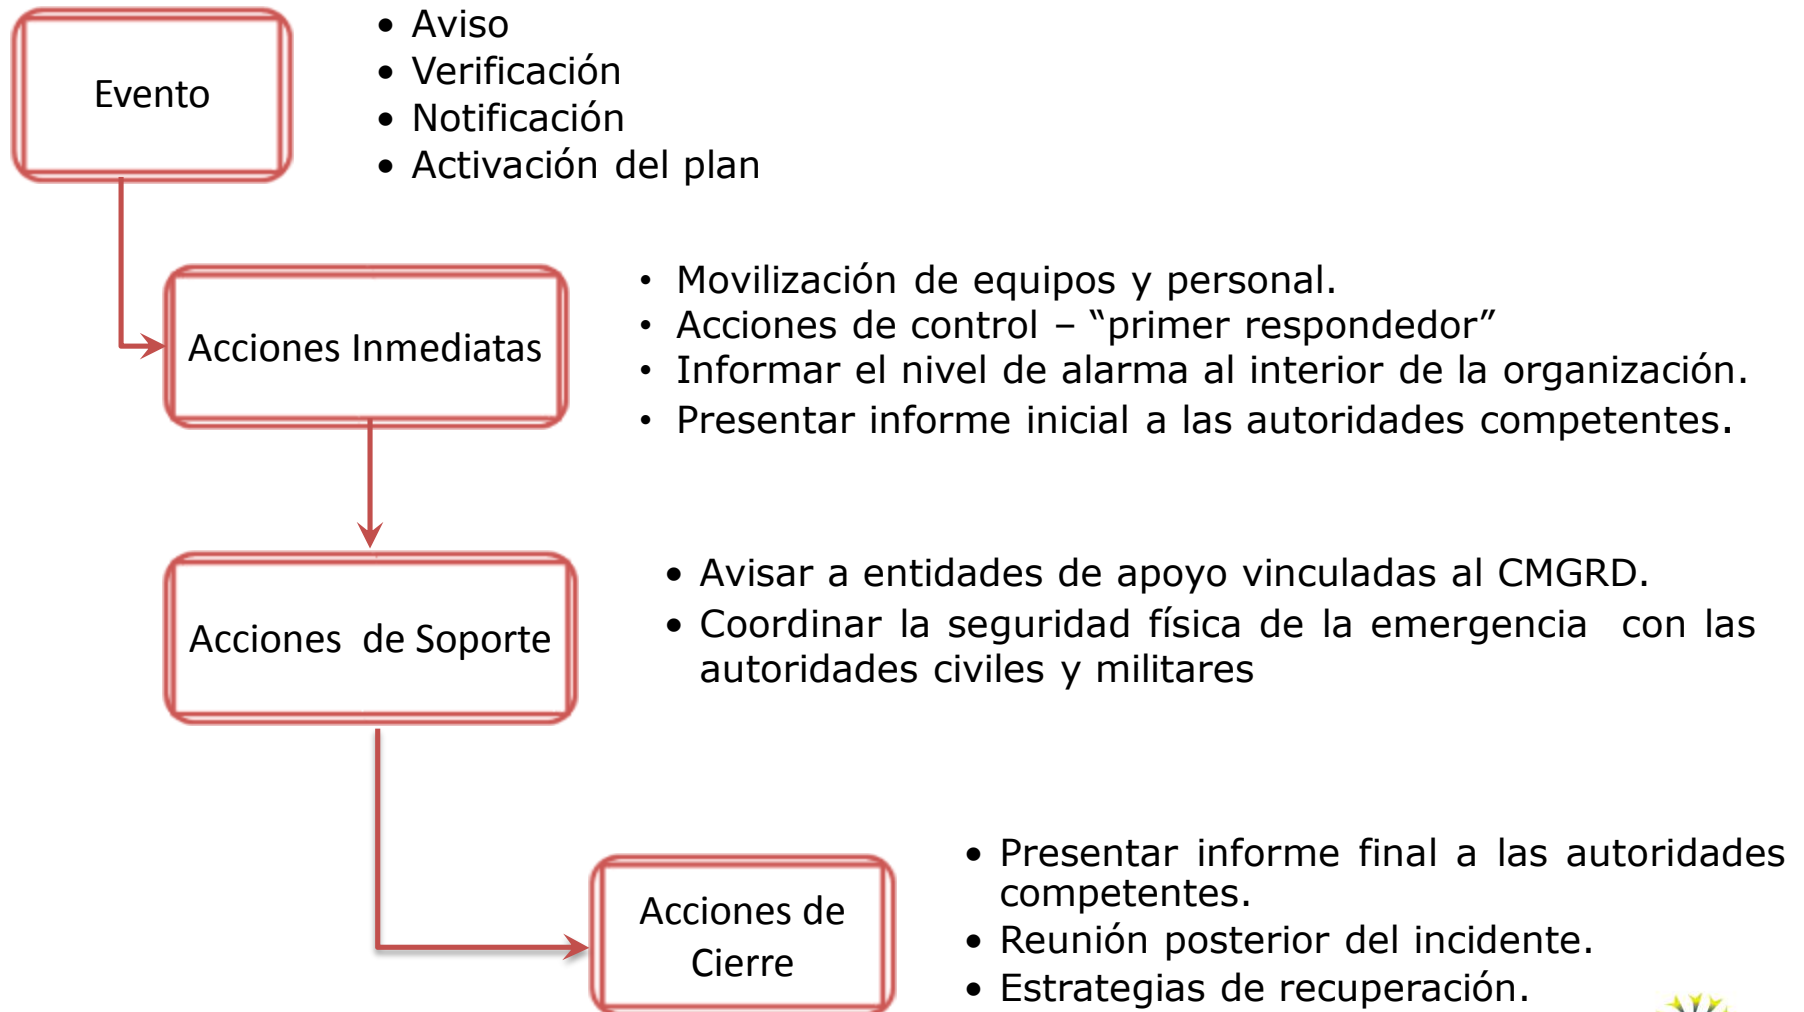 Evento
• Aviso
• Verificación
• Notificación
• Activación del plan
Acciones Inmediatas
• Movilización de equipos y personal.
• Acciones de control – “primer respondedor”
• Informar el nivel de alarma al interior de la organización.
• Presentar informe inicial a las autoridades competentes.
Acciones de Soporte
• Avisar a entidades de apoyo vinculadas al CMGRD.
• Coordinar la seguridad física de la emergencia con las
autoridades civiles y militares
Acciones de
Cierre
• Presentar informe final a las autoridades
competentes.
• Reunión posterior del incidente.
• Estrategias de recuperación.